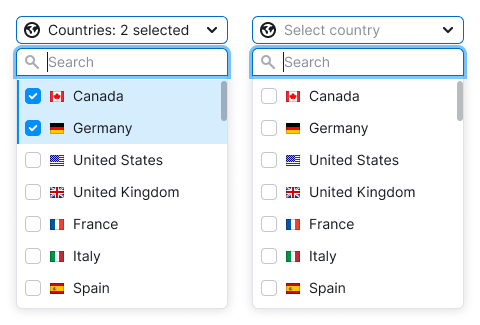 Countries: 2 selected
Search
Canada
Germany
United States
United Kingdom
France
Italy
Spain
Select country
Search
Canada
Germany
United States
United Kingdom
France
Italy
Spain